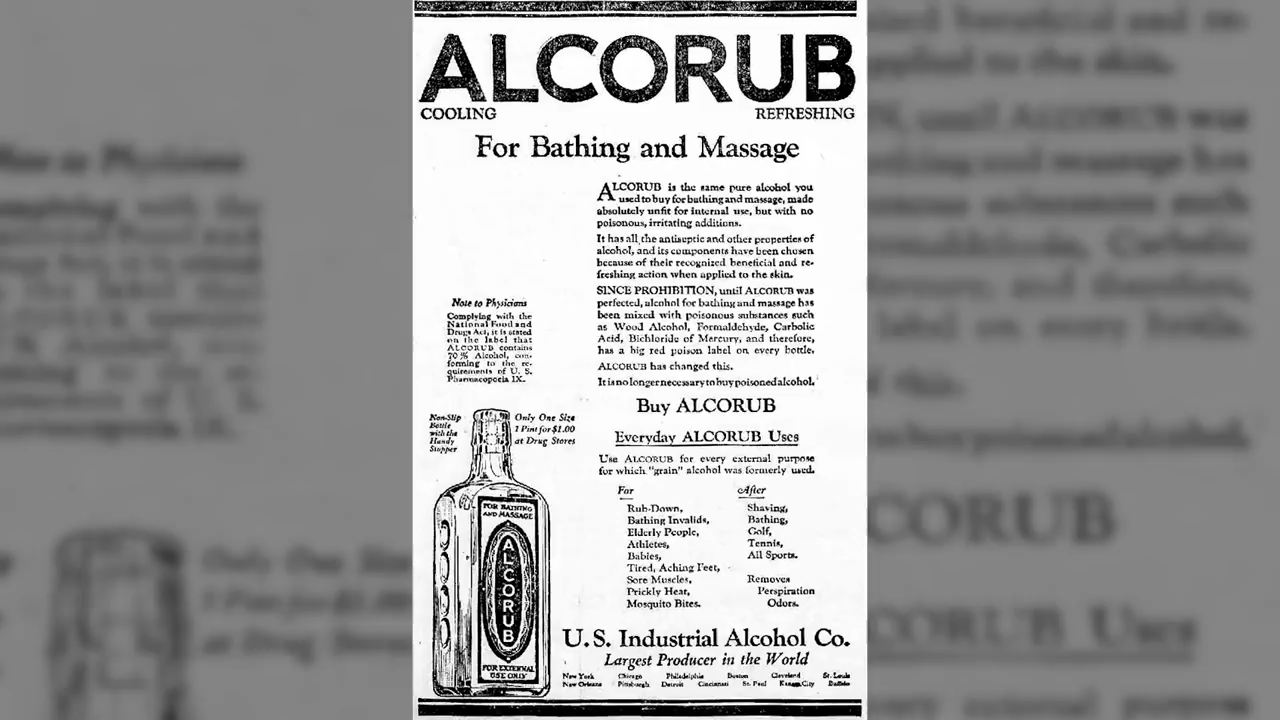 ALCORUB
COOLING REFRESHING
For Bathing and Massage
ALCORUB is the same pure alcohol you
used to buy for bathing and massage, made
absolutely unfit for internal use, but with no
poisonous, irritating additions.
It has all the antiseptic and other properties of
alcohol, and its components have been chosen
because of their recognized beneficial and re-
freshing action when applied to the skin.
SINCE PROHIBITION, until ALCORUB was
perfected, alcohol for bathing and massage has
been mixed with poisonous substances such
as Wood Alcohol, Formaldehyde, Carbolic
Acid, Bichloride of Mercury, and therefore,
has a big red poison label on every bottle.
ALCORUB has changed this.
It is no longer necessary to buy poisoned alcohol.
Note to Physicians
Complying with the
National Food and
Drugs Act, it is stated
on the label that
ALCORUB contains
70% Alcohol, con-
forming to the re-
quirements of U. S.
Pharmacopoeia IX.
Buy ALCORUB
Non-Slip
Bottle
with the
Handy
Stopper
Only One Size
1 Pint for $1.00
at Drug Stores
Everyday ALCORUB Uses
Use ALCORUB for every external purpose
for which "grain" alcohol was formerly used.
For After
Rub-Down, Shaving,
Bathing Invalids, Bathing,
Elderly People, Golf,
Athletes, Tennis,
Babies, All Sports.
Tired, Aching Feet,
Sore Muscles, Removes
Prickly Heat, Perspiration
Mosquito Bites. Odors.
FOR BATHING
AND MASSAGE
ALCORUB
FOR EXTERNAL
USE ONLY
U. S. Industrial Alcohol Co.
Largest Producer in the World
New York Chicago Philadelphia Boston Cleveland St. Louis
New Orleans Pittsburgh Detroit Cincinnati St. Paul Kansas City Buffalo